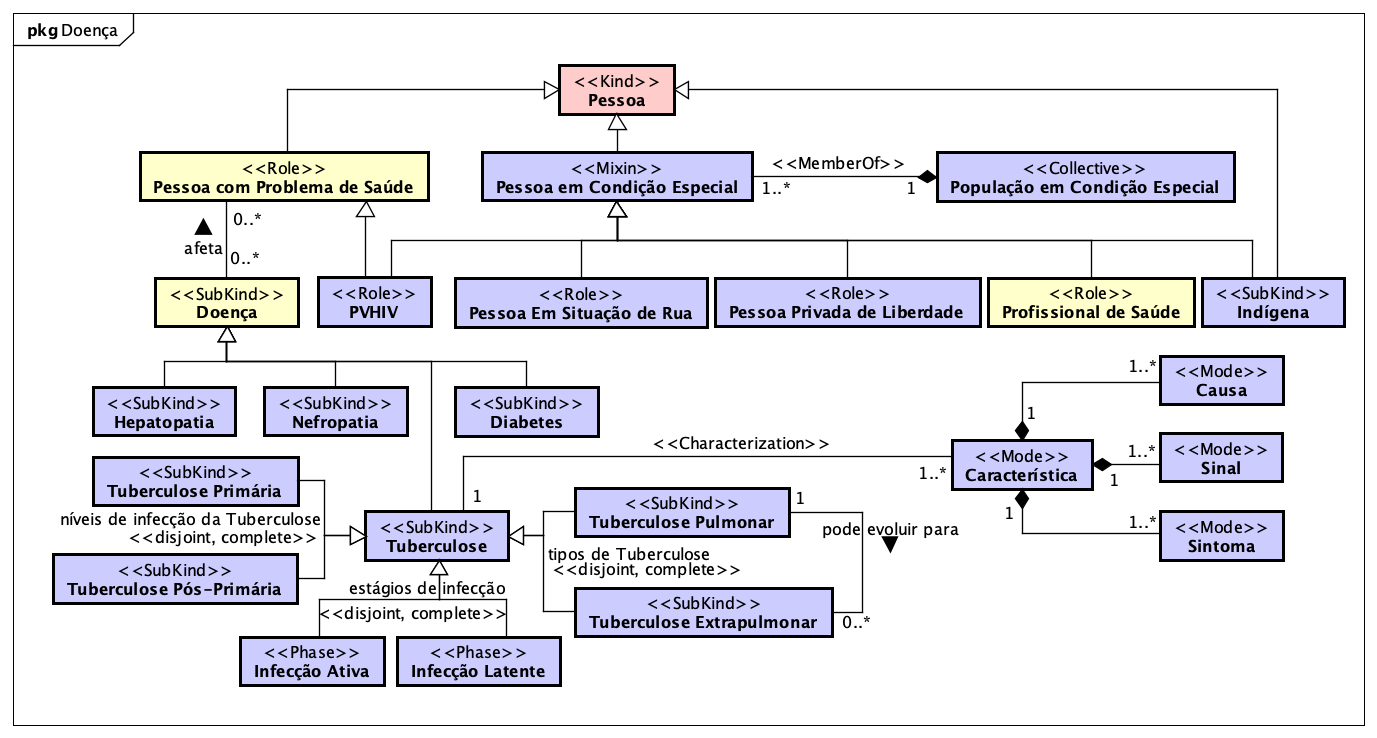 pkg Doença
<<Kind>>
Pessoa
<<Role>>
Pessoa com Problema de Saúde
<<Mixin>>
Pessoa em Condição Especial
<<MemberOf>>
1..*
1
<<Collective>>
População em Condição Especial
0..*
afeta
0..*
<<SubKind>>
Doença
<<Role>>
PVHIV
<<Role>>
Pessoa Em Situação de Rua
<<Role>>
Pessoa Privada de Liberdade
<<Role>>
Profissional de Saúde
<<SubKind>>
Indígena
<<SubKind>>
Hepatopatia
<<SubKind>>
Nefropatia
<<SubKind>>
Diabetes
1..*
<<Mode>>
Causa
1
<<Characterization>>
1
1..*
<<Mode>>
Característica
1..*
1
<<Mode>>
Sinal
1
1..*
<<Mode>>
Sintoma
<<SubKind>>
Tuberculose Primária
níveis de infecção da Tuberculose
<<disjoint, complete>>
<<SubKind>>
Tuberculose Pós-Primária
<<SubKind>>
Tuberculose
<<SubKind>>
Tuberculose Pulmonar
1
pode evoluir para
tipos de Tuberculose
<<disjoint, complete>>
<<SubKind>>
Tuberculose Extrapulmonar
0..*
estágios de infecção
<<disjoint, complete>>
<<Phase>>
Infecção Ativa
<<Phase>>
Infecção Latente